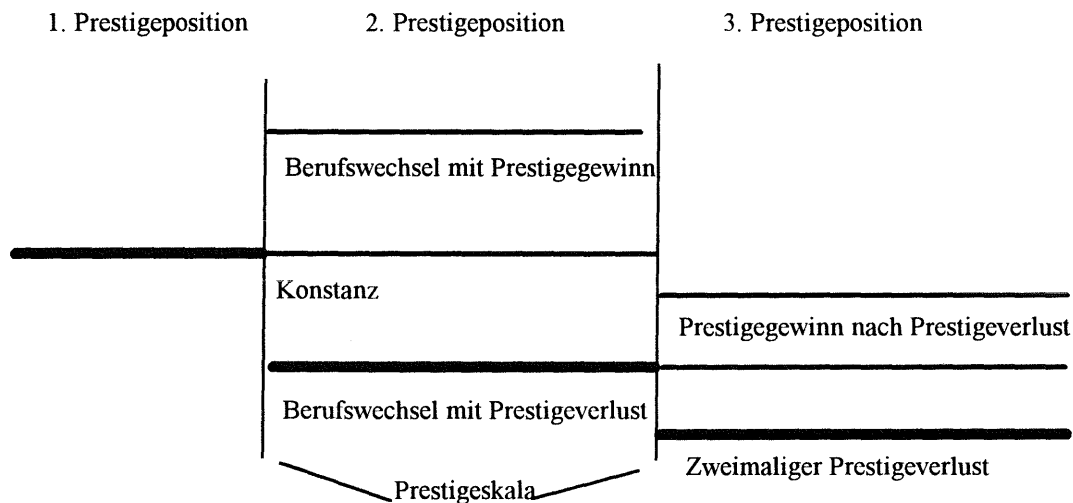 1. Prestigeposition
2. Prestigeposition
3. Prestigeposition
Berufswechsel mit Prestigegewinn
Konstanz
Prestigegewinn nach Prestigeverlust
Berufswechsel mit Prestigeverlust
Zweimaliger Prestigeverlust
Prestigeskala